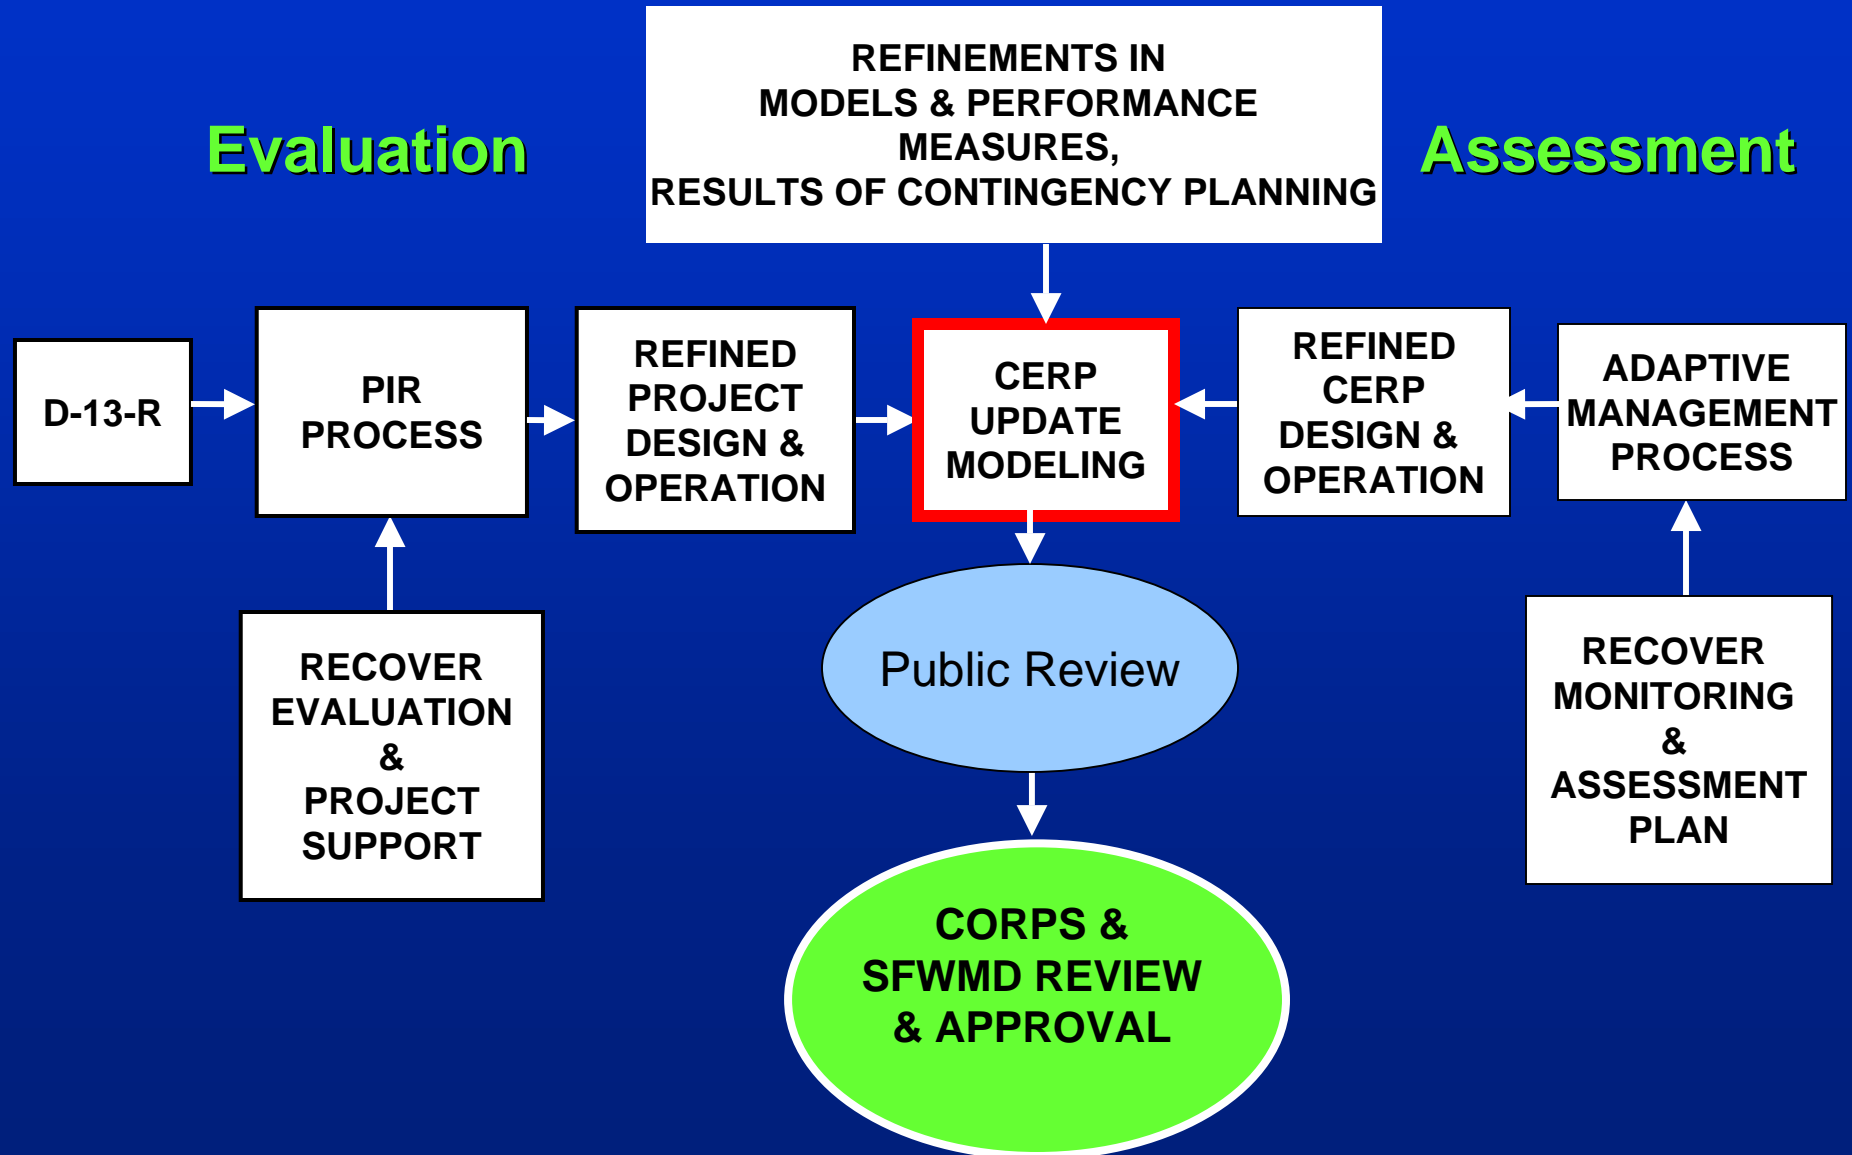 REFINEMENTS IN
MODELS & PERFORMANCE
MEASURES,
RESULTS OF CONTINGENCY PLANNING
Evaluation
Assessment
D-13-R
PIR
PROCESS
REFINED
PROJECT
DESIGN &
OPERATION
CERP
UPDATE
MODELING
REFINED
CERP
DESIGN &
OPERATION
ADAPTIVE
MANAGEMENT
PROCESS
RECOVER
EVALUATION
&
PROJECT
SUPPORT
Public Review
RECOVER
MONITORING
&
ASSESSMENT
PLAN
CORPS &
SFWMD REVIEW
& APPROVAL